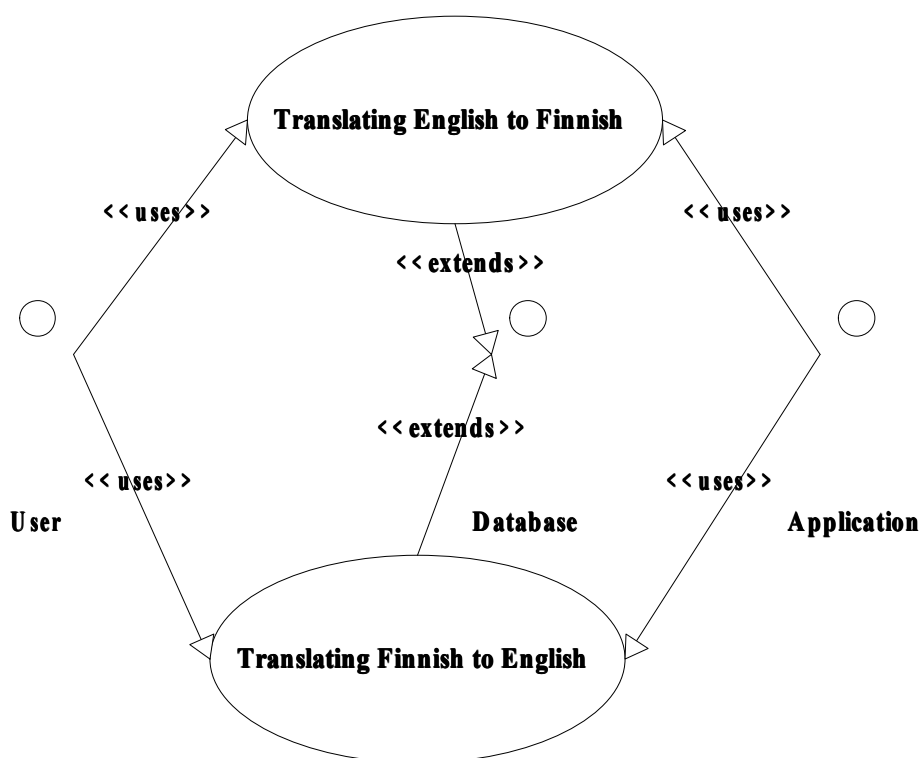 Translating English to Finnish
<<uses>>
<<uses>>
<<extends>>
<<extends>>
<<uses>>
<<uses>>
User
Database
Application
Translating Finnish to English